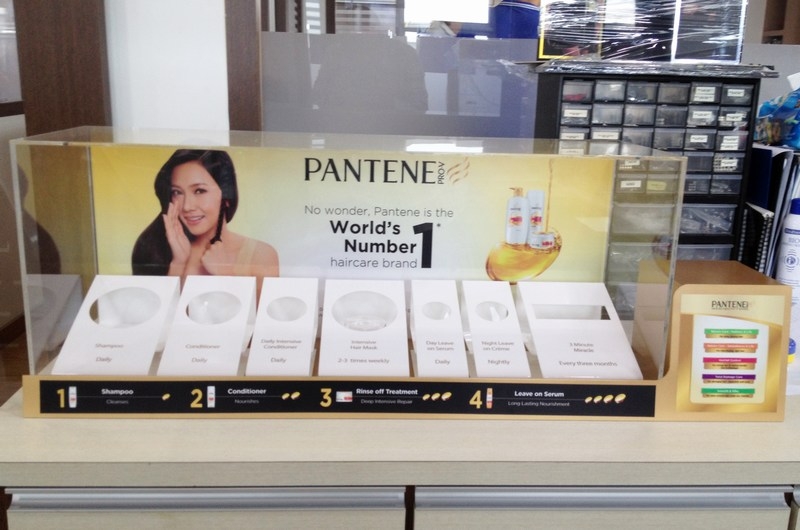 PANTENE PRO-V
No wonder, Pantene is the
World's
Number 1*
haircare brand
Shampoo
Daily
Conditioner
Daily
Daily Intensive
Conditioner
Daily
Intensive
Hair Mask
2-3 times weekly
Day Leave
on Serum
Daily
Night Leave
on Crème
Nightly
3 Minute
Miracle
Every three months
1 Shampoo
Cleanses
2 Conditioner
Nourishes
3 Rinse off Treatment
Deep Intensive Repair
4 Leave on Serum
Long Lasting Nourishment
PANTENE